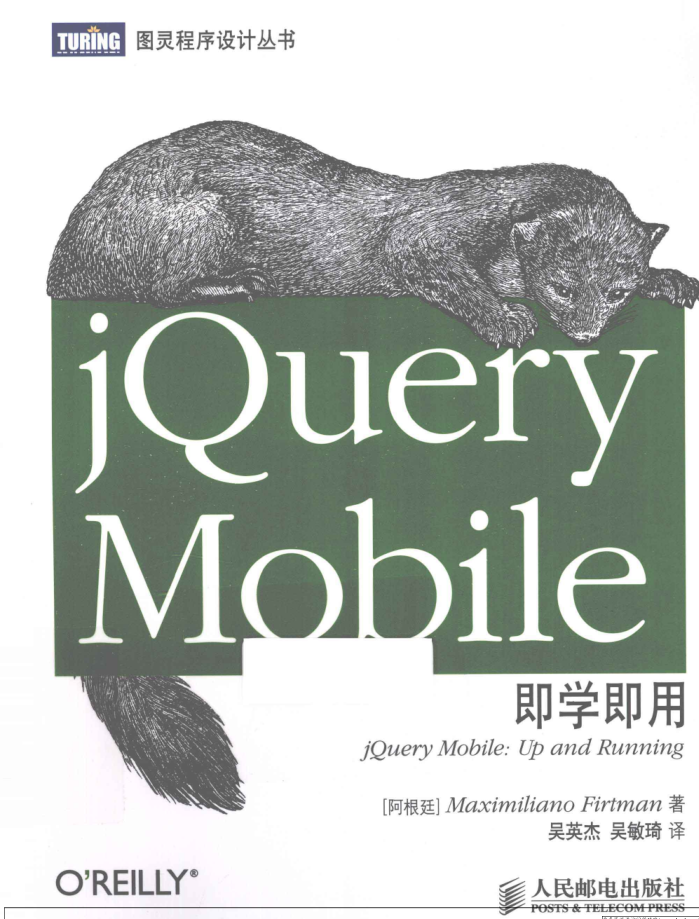 TURING 图灵程序设计丛书
jQuery
Mobile
即学即用
jQuery Mobile: Up and Running
[阿根廷] Maximiliano Firtman 著
吴英杰 吴敏琦 译
O'REILLY®
人民邮电出版社
POSTS & TELECOM PRESS